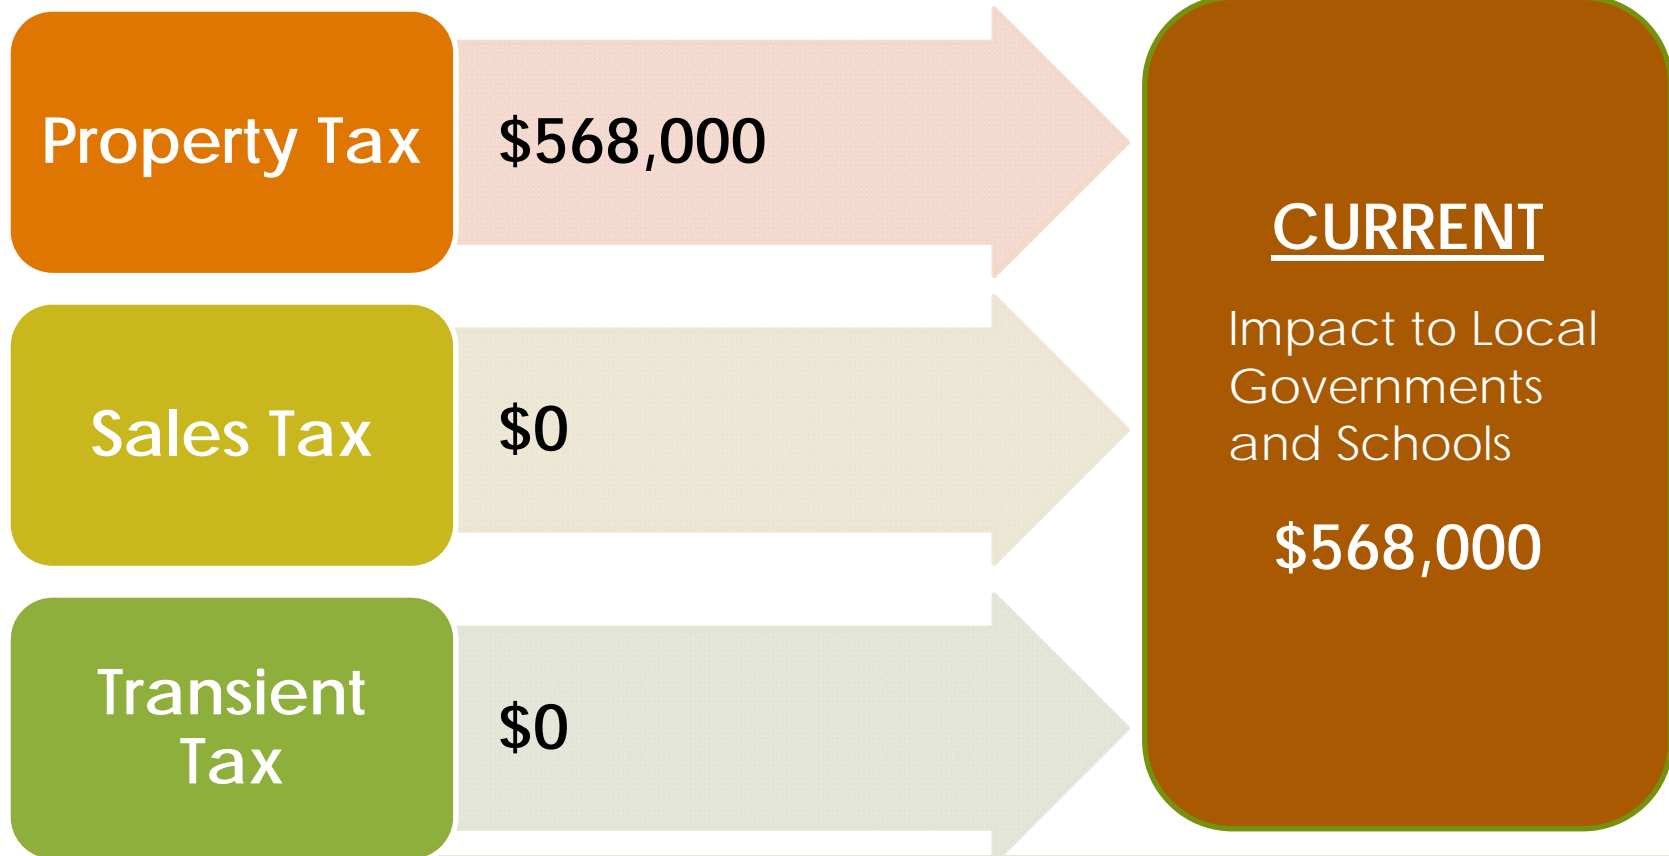 Property Tax
$568,000
Sales Tax
$0
Transient
Tax
$0
CURRENT
Impact to Local
Governments
and Schools
$568,000